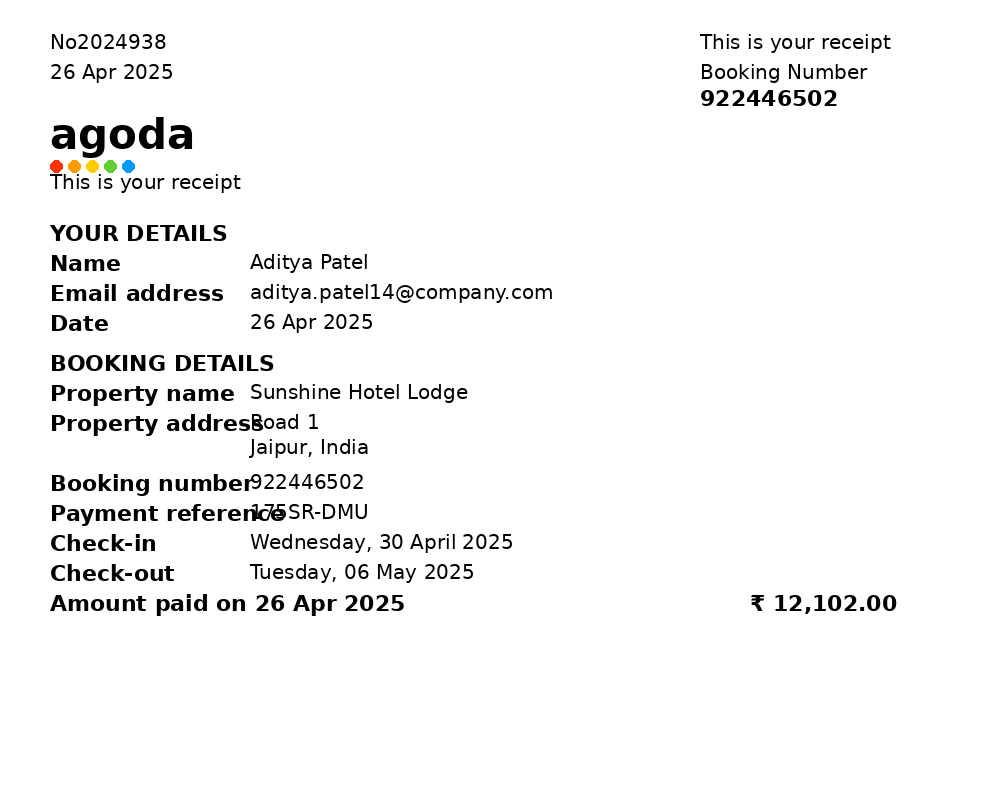 No2024938
This is your receipt
26 Apr 2025
Booking Number
922446502
agoda
This is your receipt
YOUR DETAILS
Name Aditya Patel
Email address aditya.patel14@company.com
Date 26 Apr 2025
BOOKING DETAILS
Property name Sunshine Hotel Lodge
Property address Road 1
Jaipur, India
Booking number 922446502
Payment reference 175SR-DMU
Check-in Wednesday, 30 April 2025
Check-out Tuesday, 06 May 2025
Amount paid on 26 Apr 2025 ₹ 12,102.00